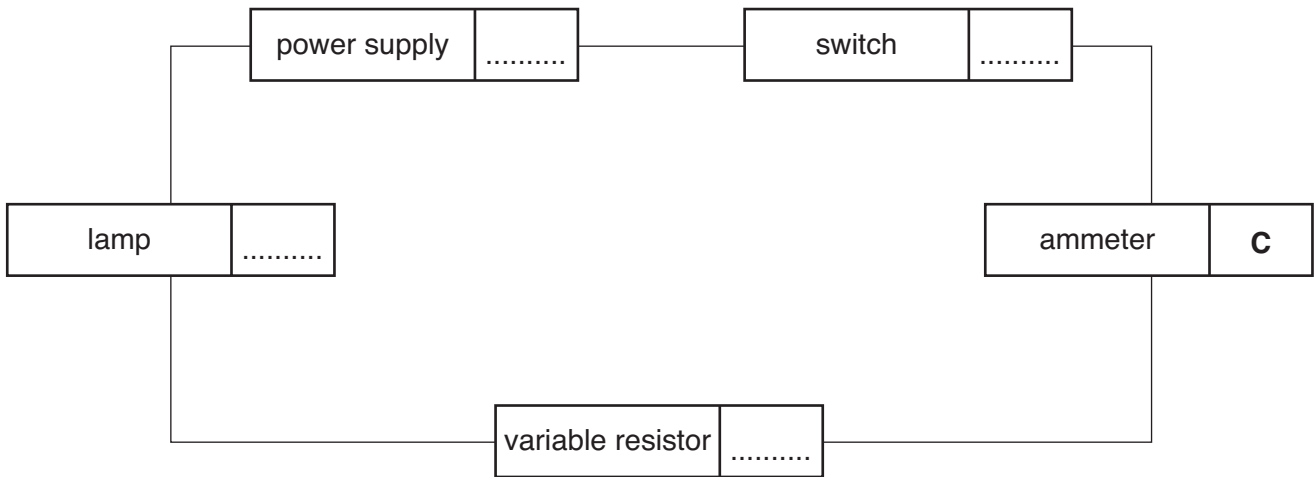 power supply ..........
switch ..........
lamp ..........
ammeter C
variable resistor ..........